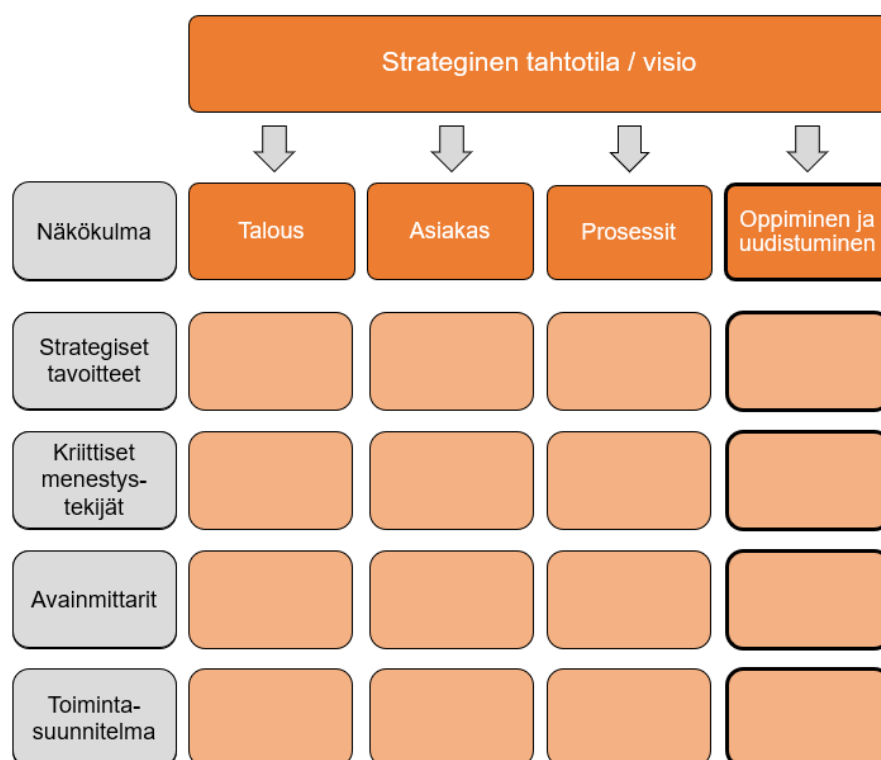 Strateginen tahtotila / visio
Näkökulma
Talous
Asiakas
Prosessit
Oppiminen ja
uudistuminen
Strategiset
tavoitteet
Kriittiset
menestys-
tekijät
Avainmittarit
Toiminta-
suunnitelma